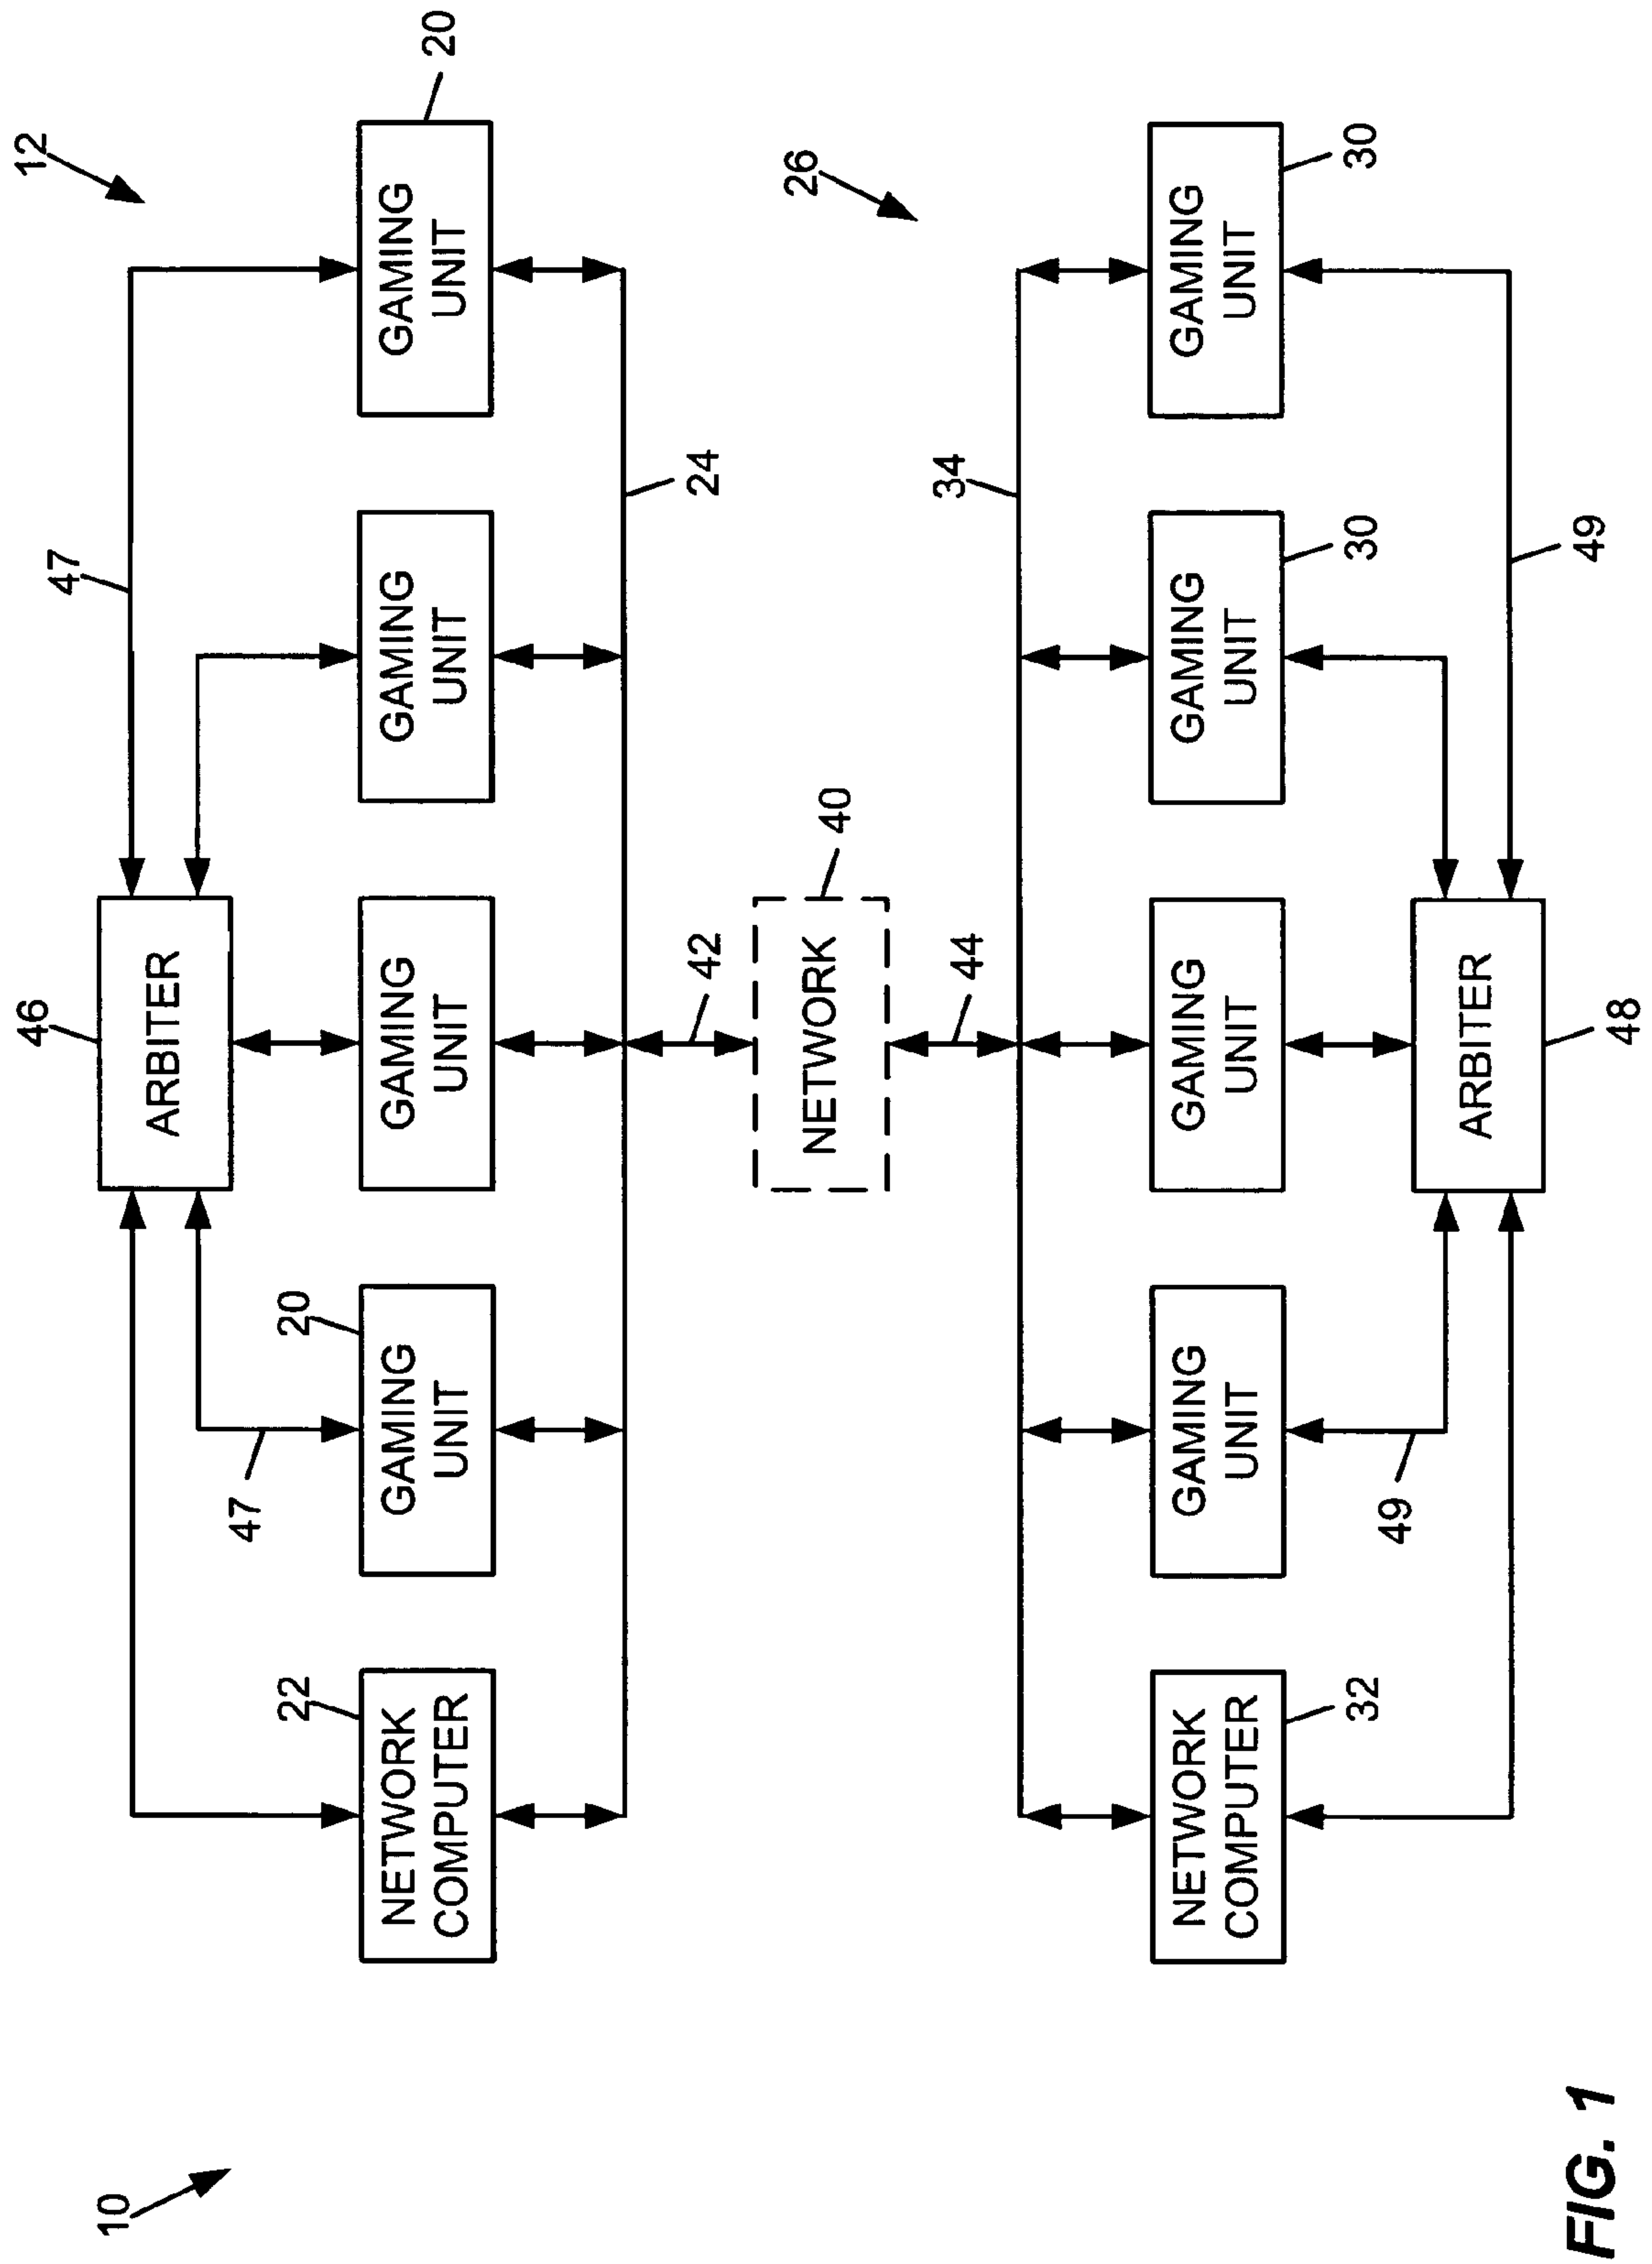 10
12
46
ARBITER
47
47
22
NETWORK
COMPUTER
20
GAMING
UNIT
GAMING
UNIT
GAMING
UNIT
GAMING
UNIT
20
24
42
NETWORK
40
26
44
34
NETWORK
COMPUTER
32
GAMING
UNIT
GAMING
UNIT
GAMING
UNIT
30
GAMING
UNIT
30
49
49
ARBITER
48
FIG. 1